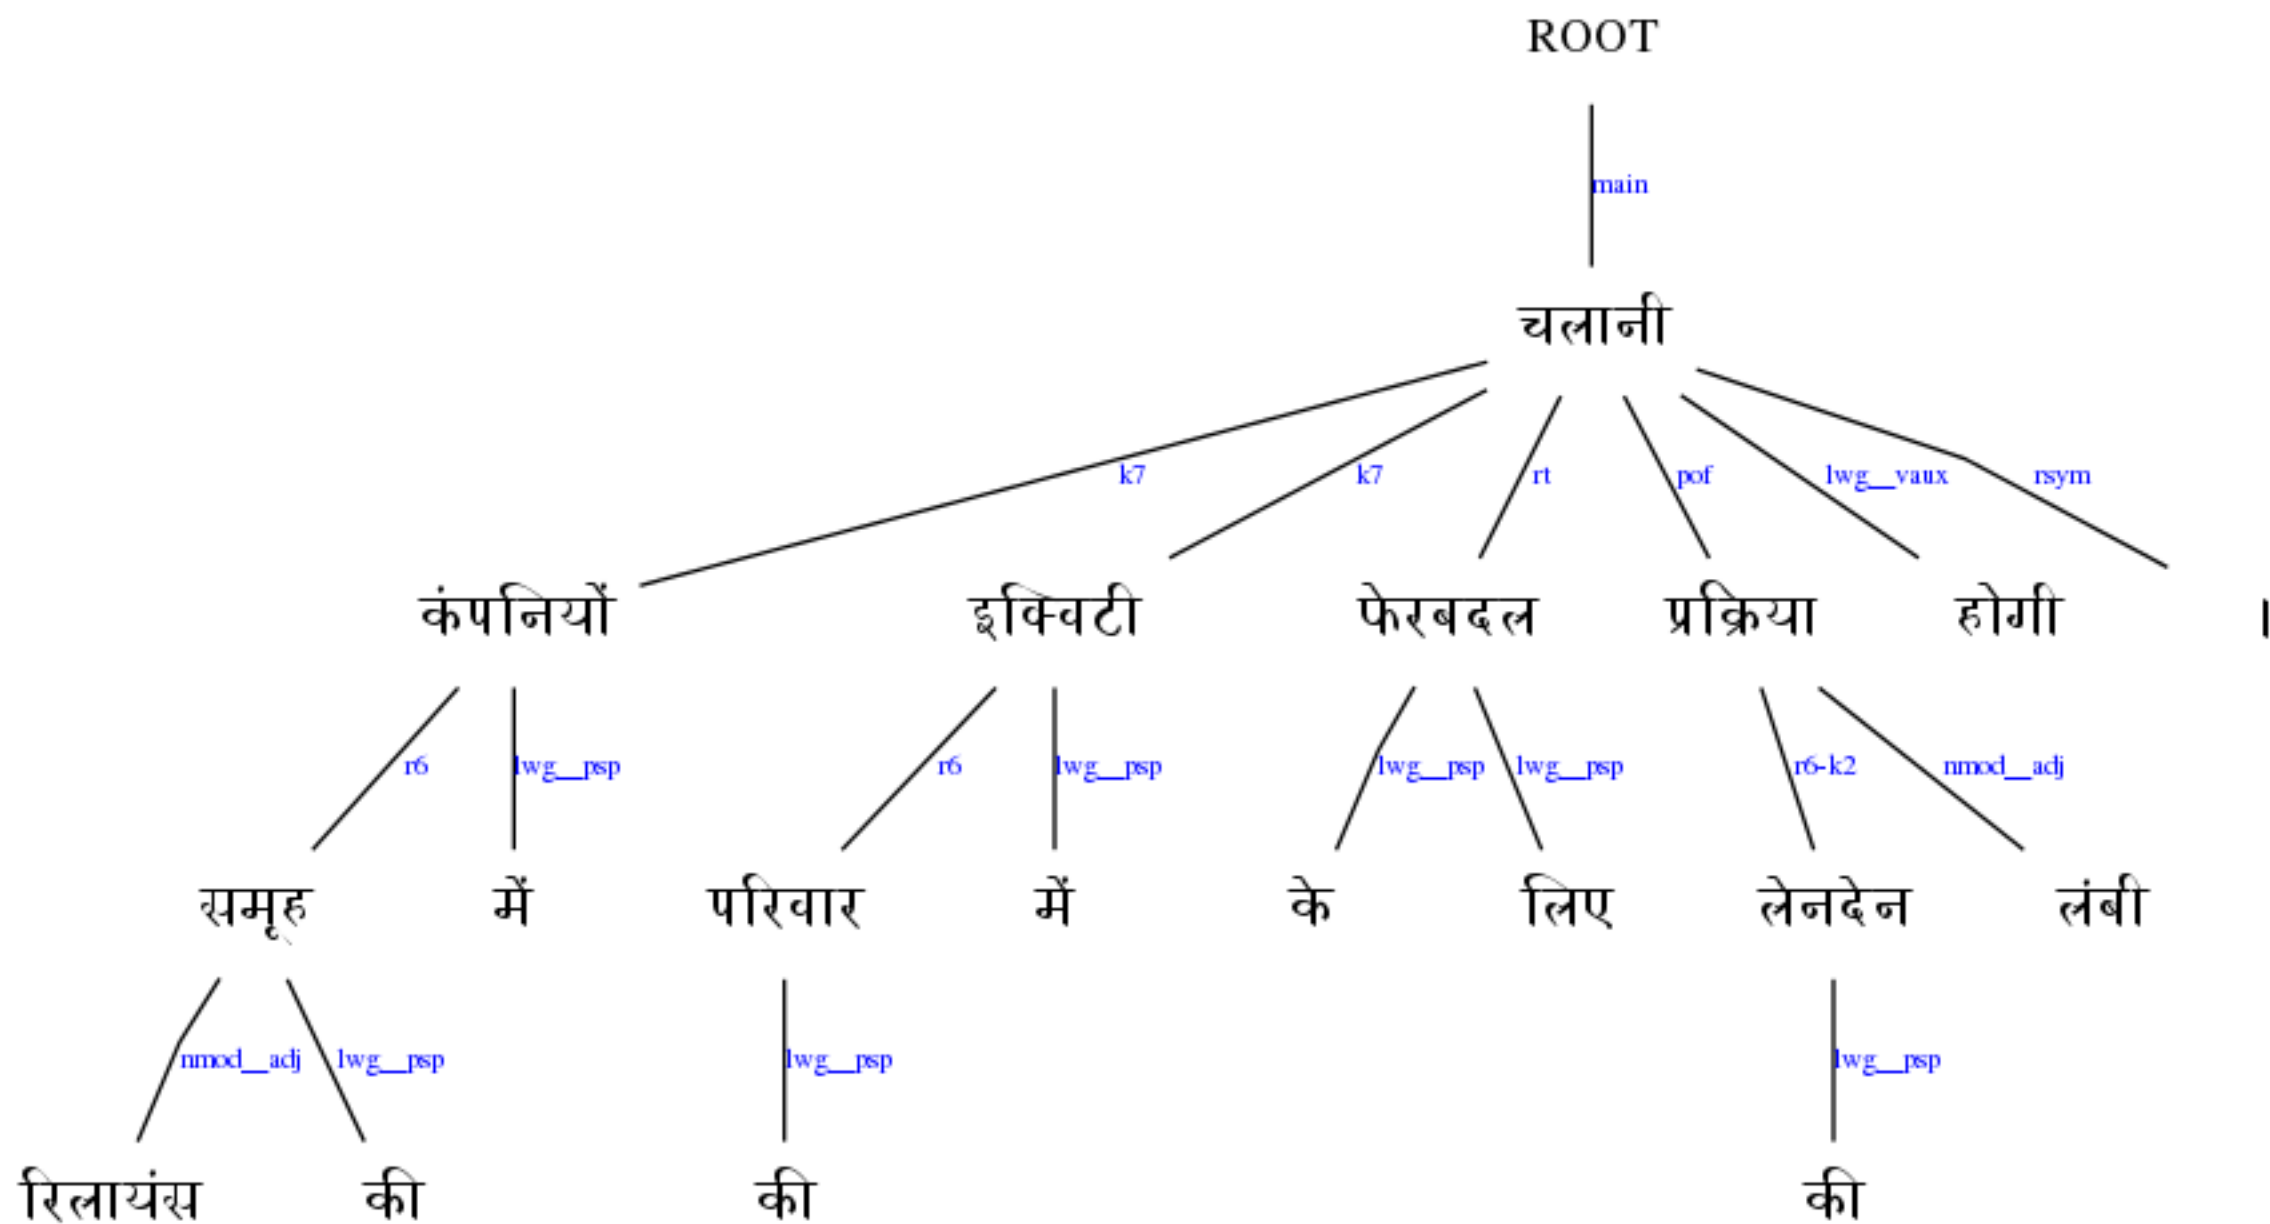 ROOT
main
चलानी
k7 k7 rt pof lwg__vaux rsym
कंपनियों इक्विटी फेरबदल प्रक्रिया होगी ।
r6 lwg__psp r6 lwg__psp lwg__psp lwg__psp r6-k2 nmod__adj
समूह में परिवार में के लिए लेनदेन लंबी
nmod__adj lwg__psp lwg__psp lwg__psp
रिलायंस की की की